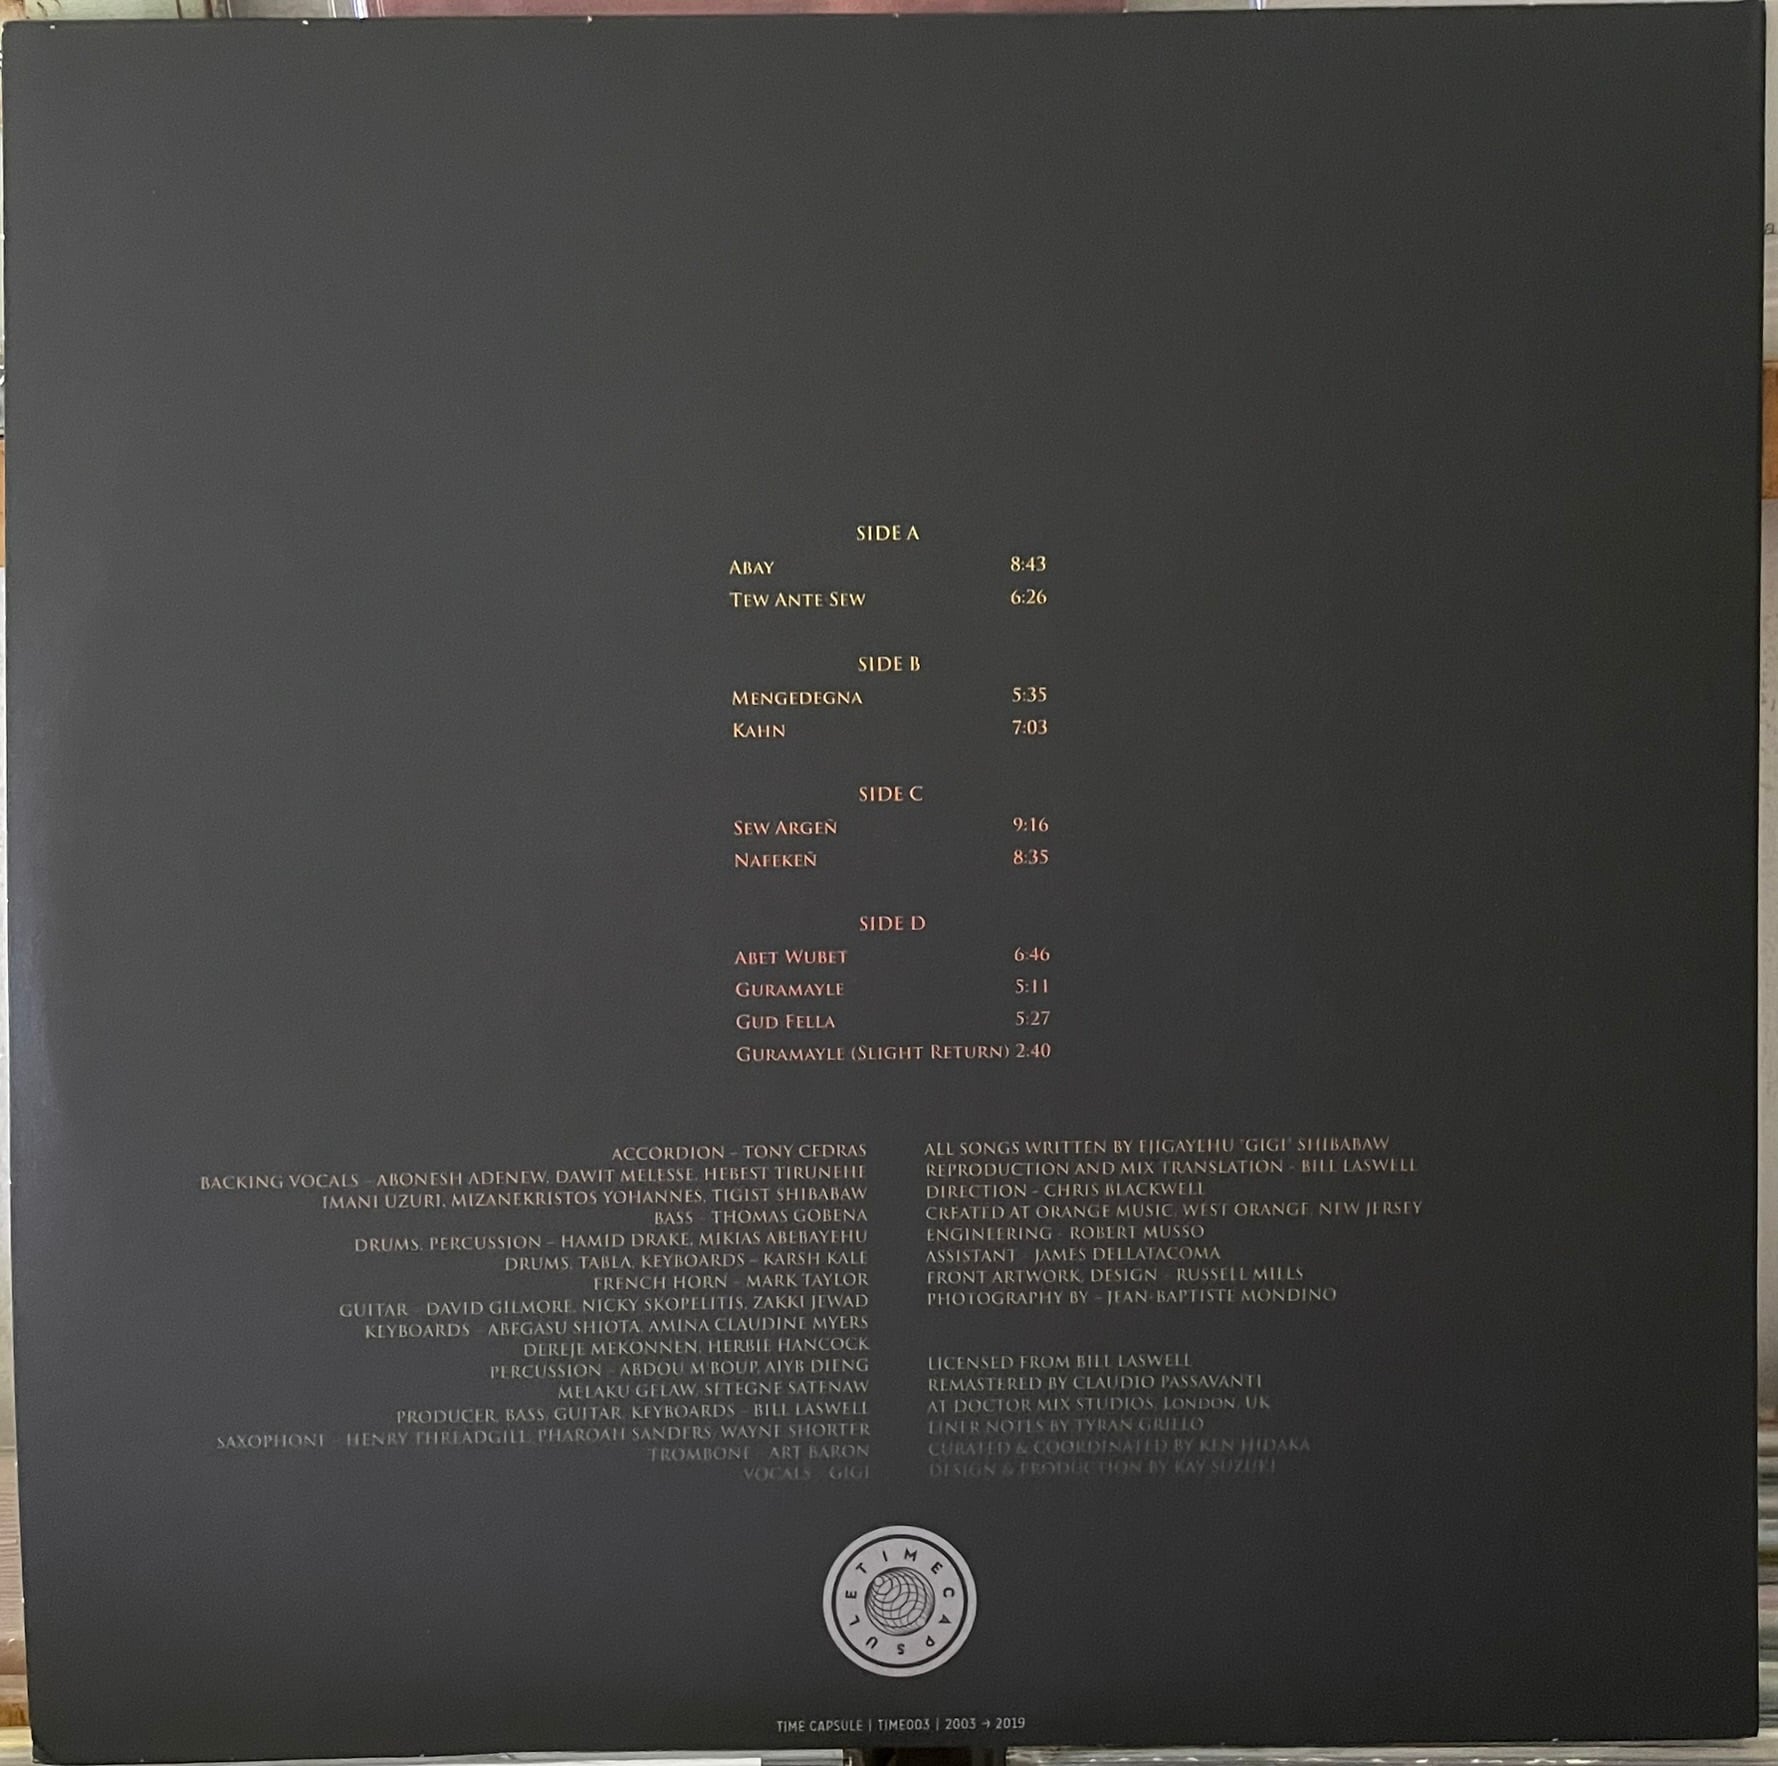 SIDE A
ABAY 8:43
TEW ANTE SEW 6:26
SIDE B
MENGEDEGNA 5:35
KAHN 7:03
SIDE C
SEW ARGEÑ 9:16
NAFEKEÑ 8:35
SIDE D
ABET WUBET 6:46
GURAMAYLE 5:11
GUD FELLA 5:27
GURAMAYLE (SLIGHT RETURN) 2:40
ACCORDION – TONY CEDRAS
BACKING VOCALS – ABONESH ADENEW, DAWIT MELESSE, HEBEST TIRUNEHE
IMANI UZURI, MIZANEKRISTOS YOHANNES, TIGIST SHIBABAW
BASS – THOMAS GOBENA
DRUMS, PERCUSSION – HAMID DRAKE, MIKIAS ABEBAYEHU
DRUMS, TABLA, KEYBOARDS – KARSH KALE
FRENCH HORN – MARK TAYLOR
GUITAR – DAVID GILMORE, NICKY SKOPELITIS, ZAKKI JEWAD
KEYBOARDS – ABEGASU SHIOTA, AMINA CLAUDINE MYERS
DEREJE MEKONNEN, HERBIE HANCOCK
PERCUSSION – ABDOU M'BOUP, AIYB DIENG
MELAKU GELAW, SETEGNE SATENAW
PRODUCER, BASS, GUITAR, KEYBOARDS – BILL LASWELL
SAXOPHONE – HENRY THREADGILL, PHAROAH SANDERS, WAYNE SHORTER
TROMBONE – ART BARON
VOCALS – GIGI
ALL SONGS WRITTEN BY EJIGAYEHU "GIGI" SHIBABAW
REPRODUCTION AND MIX TRANSLATION – BILL LASWELL
DIRECTION – CHRIS BLACKWELL
CREATED AT ORANGE MUSIC, WEST ORANGE, NEW JERSEY
ENGINEERING – ROBERT MUSSO
ASSISTANT – JAMES DELLATACOMA
FRONT ARTWORK, DESIGN – RUSSELL MILLS
PHOTOGRAPHY BY – JEAN-BAPTISTE MONDINO
LICENSED FROM BILL LASWELL
REMASTERED BY CLAUDIO PASSAVANTI
AT DOCTOR MIX STUDIOS, LONDON, UK
LINER NOTES BY TYRAN GRILLO
CURATED & COORDINATED BY KEN HIDAKA
DESIGN & PRODUCTION BY KAY SUZUKI
TIME CAPSULE
TIME CAPSULE | TIME003 | 2003 → 2019